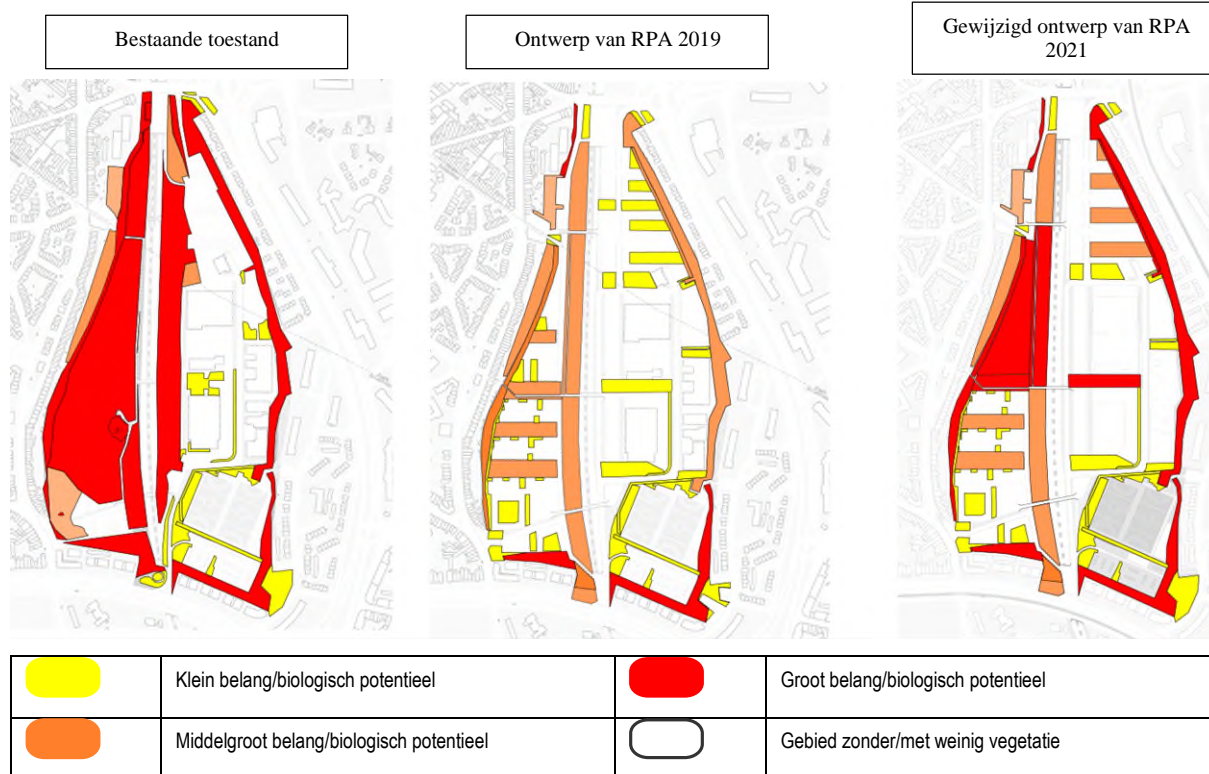 Bestaande toestand
Ontwerp van RPA 2019
Gewijzigd ontwerp van RPA
2021
Klein belang/biologisch potentieel
Groot belang/biologisch potentieel
Middelgroot belang/biologisch potentieel
Gebied zonder/met weinig vegetatie